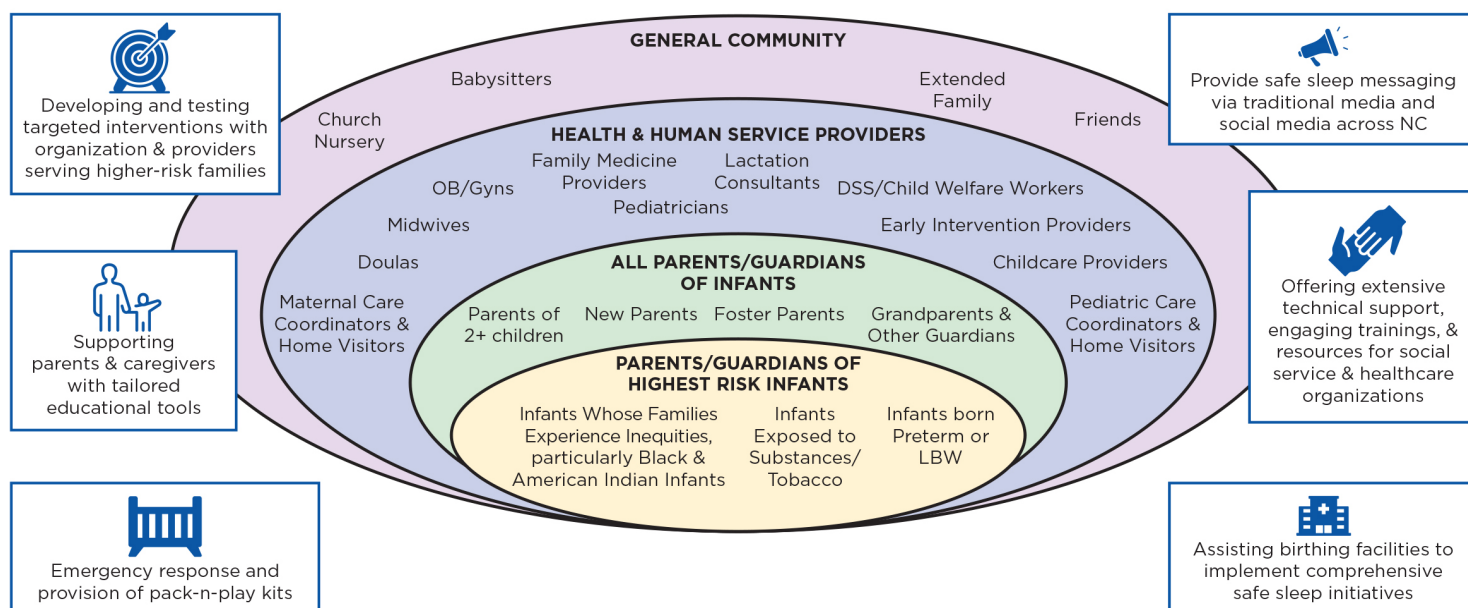 GENERAL COMMUNITY
Babysitters
Extended
Family
Church
Nursery
Friends
HEALTH & HUMAN SERVICE PROVIDERS
Family Medicine
Providers
Lactation
Consultants
OB/Gyns
DSS/Child Welfare Workers
Pediatricians
Midwives
Early Intervention Providers
Doulas
Childcare Providers
Maternal Care
Coordinators &
Home Visitors
Pediatric Care
Coordinators &
Home Visitors
ALL PARENTS/GUARDIANS
OF INFANTS
Parents of
2+ children
New Parents
Foster Parents
Grandparents &
Other Guardians
PARENTS/GUARDIANS OF
HIGHEST RISK INFANTS
Infants Whose Families
Experience Inequities,
particularly Black &
American Indian Infants
Infants
Exposed to
Substances/
Tobacco
Infants born
Preterm or
LBW
Developing and testing
targeted interventions with
organization & providers
serving higher-risk families
Supporting
parents & caregivers
with tailored
educational tools
Emergency response and
provision of pack-n-play kits
Provide safe sleep messaging
via traditional media and
social media across NC
Offering extensive
technical support,
engaging trainings, &
resources for social
service & healthcare
organizations
Assisting birthing facilities to
implement comprehensive
safe sleep initiatives